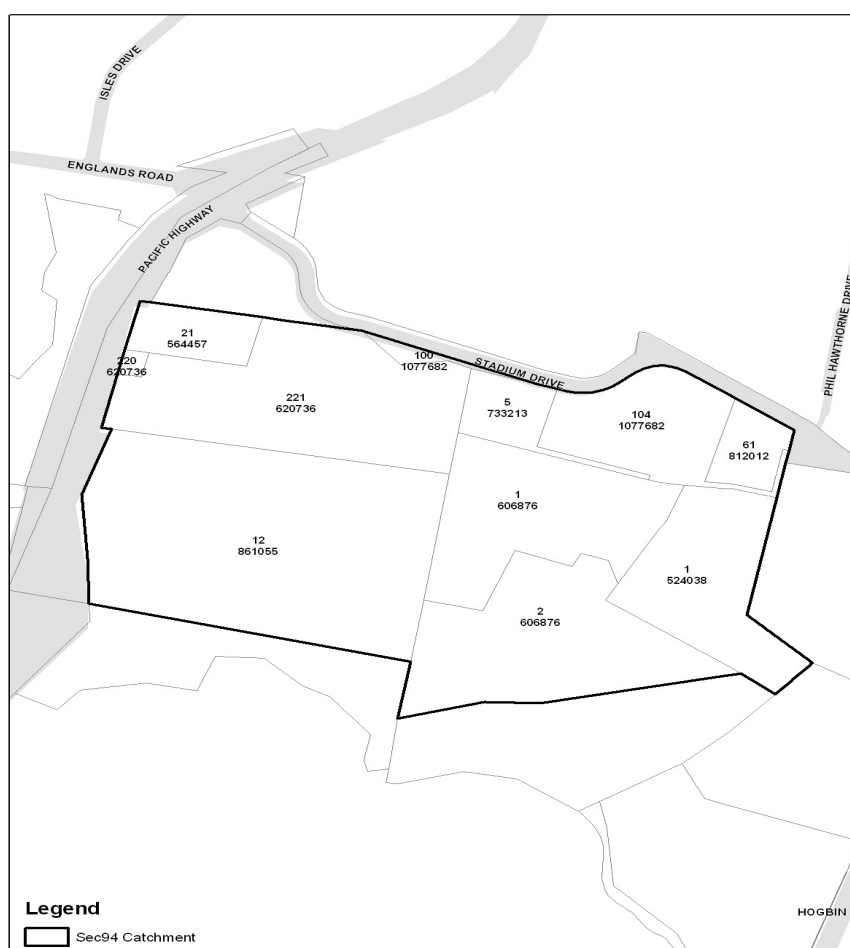 ISLES DRIVE
ENGLANDS ROAD
PACIFIC HIGHWAY
PHIL HAWTHORNE DRIVE
21
564457
220
620736
100
1077682
STADIUM DRIVE
221
620736
5
733213
104
1077682
61
812012
1
606876
12
861055
1
524038
2
606876
Legend
Sec94 Catchment
HOGBIN